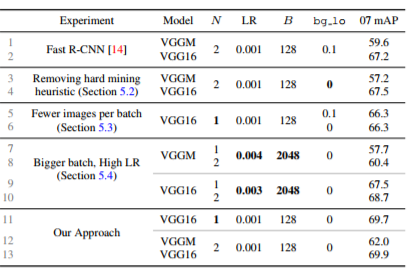 Experiment Model N LR B bg_lo 07 mAP
1 Fast R-CNN [14] VGGM 2 0.001 128 0.1 59.6
2 VGG16 67.2
3 Removing hard mining VGGM 2 0.001 128 0 57.2
4 heuristic (Section 5.2) VGG16 67.5
5 Fewer images per batch VGG16 1 0.001 128 0.1 66.3
6 (Section 5.3) 0 66.3
7 Bigger batch, High LR VGGM 1 0.004 2048 0 57.7
8 (Section 5.4) 2 60.4
9 VGG16 1 0.003 2048 0 67.5
10 2 68.7
11 Our Approach VGG16 1 0.001 128 0 69.7
12 VGGM 2 0.001 128 0 62.0
13 VGG16 69.9